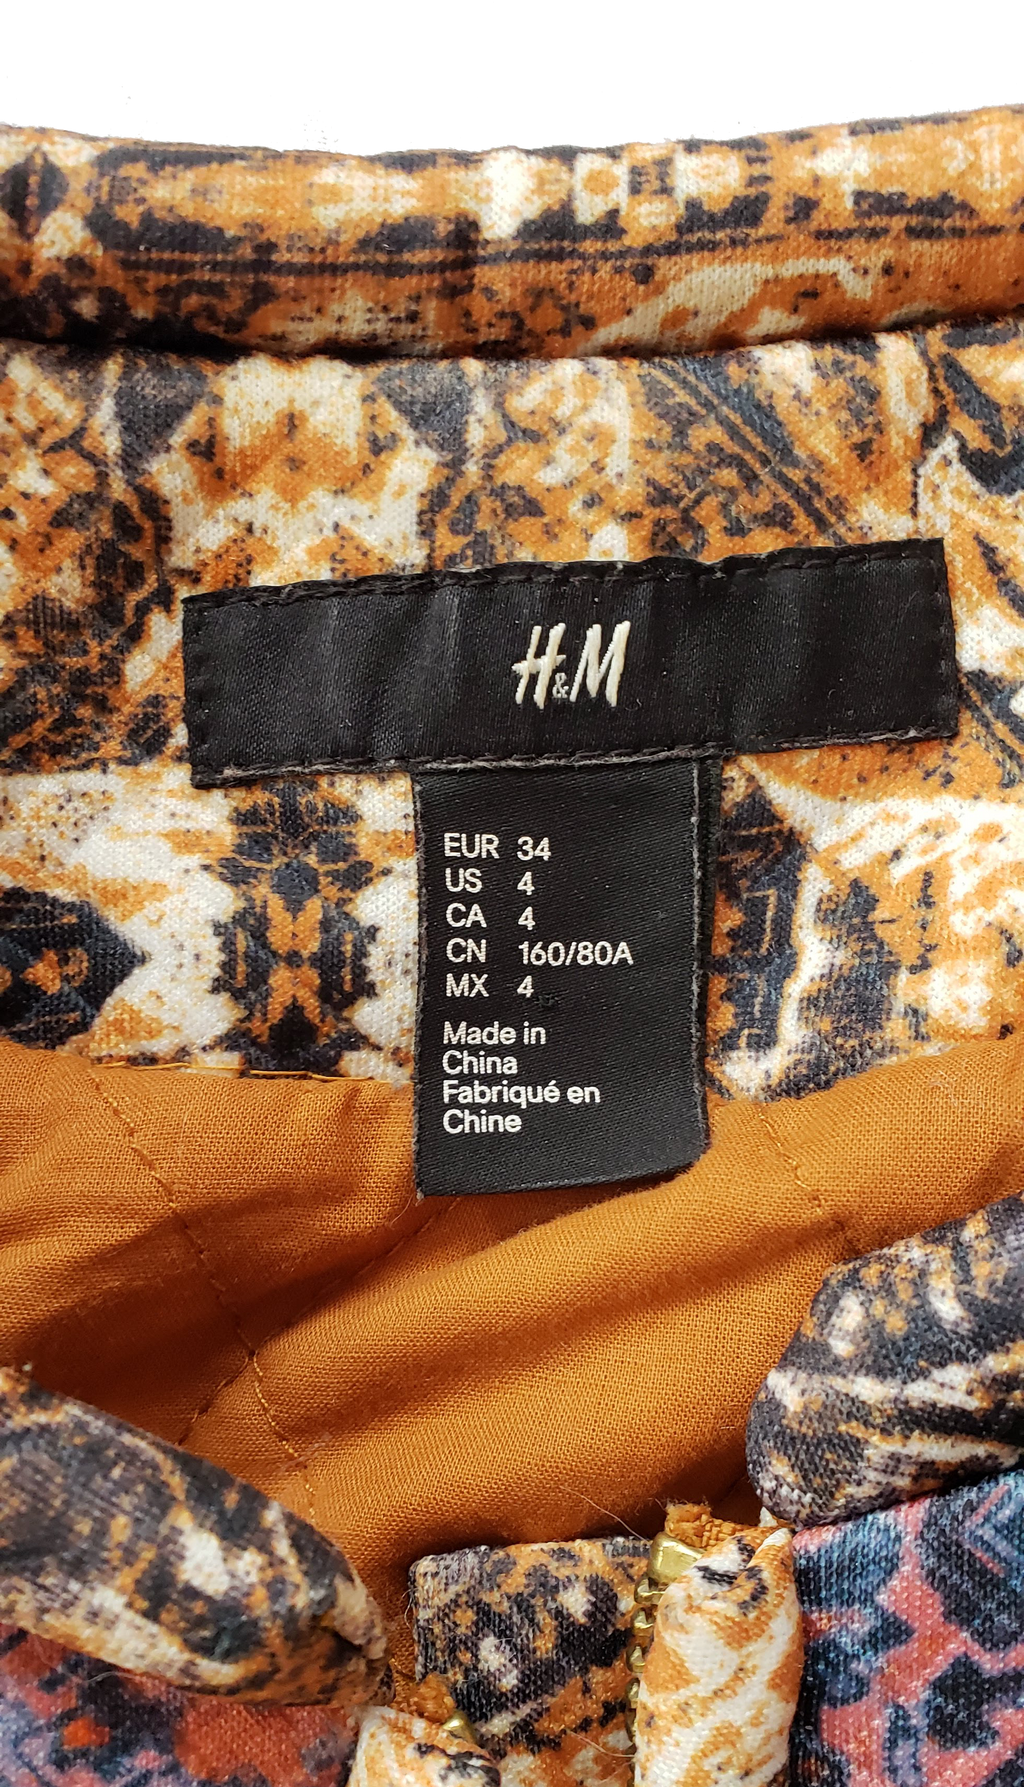 H&M
EUR 34
US 4
CA 4
CN 160/80A
MX 4
Made in
China
Fabriqué en
Chine